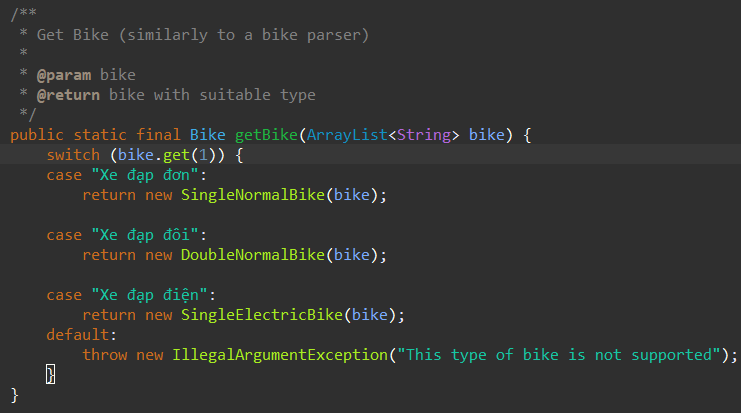 /**
 * Get Bike (similarly to a bike parser)
 *
 * @param bike
 * @return bike with suitable type
 */
public static final Bike getBike(ArrayList<String> bike) {
    switch (bike.get(1)) {
    case "Xe đạp đơn":
        return new SingleNormalBike(bike);

    case "Xe đạp đôi":
        return new DoubleNormalBike(bike);

    case "Xe đạp điện":
        return new SingleElectricBike(bike);
    default:
        throw new IllegalArgumentException("This type of bike is not supported");
    }
}